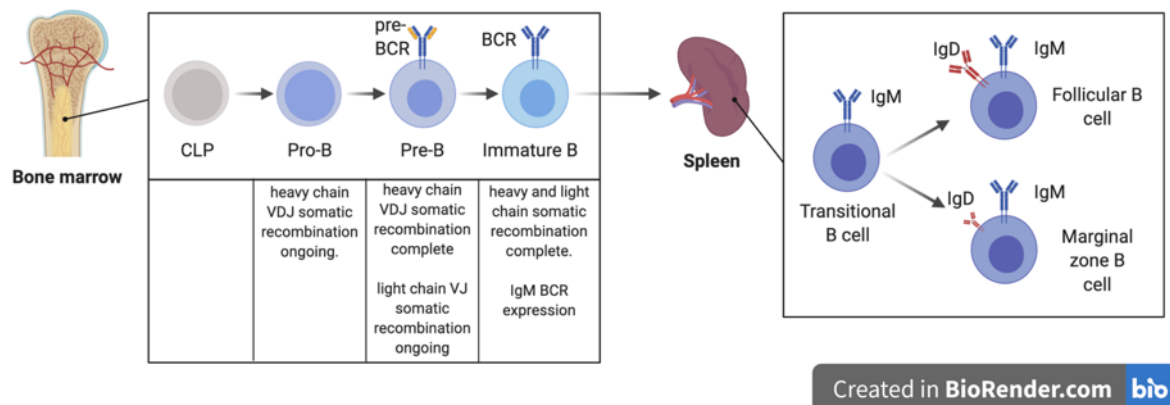 pre-
BCR
BCR
CLP
Pro-B
Pre-B
Immature B
Bone marrow
heavy chain
VDJ somatic
recombination
ongoing.
heavy chain
VDJ somatic
recombination
complete
light chain VJ
somatic
recombination
ongoing
heavy and light
chain somatic
recombination
complete.
IgM BCR
expression
Spleen
IgM
Transitional
B cell
IgD
IgM
Follicular B
cell
IgD
IgM
Marginal
zone B
cell
Created in BioRender.com
bio